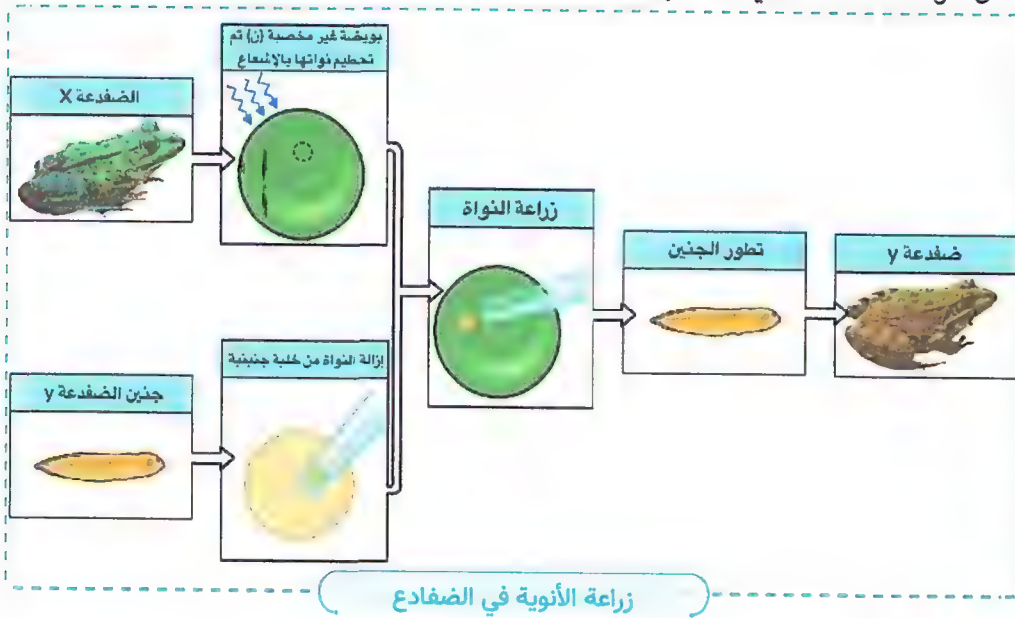 بويضة غير مخصبة (ن) تم
تحطيم نواتها بالإشعاع
الضفدعة X
زراعة النواة
تطور الجنين
ضفدعة y
إزالة النواة من خلية جنينية
جنين الضفدعة y
زراعة الأنوية في الضفادع